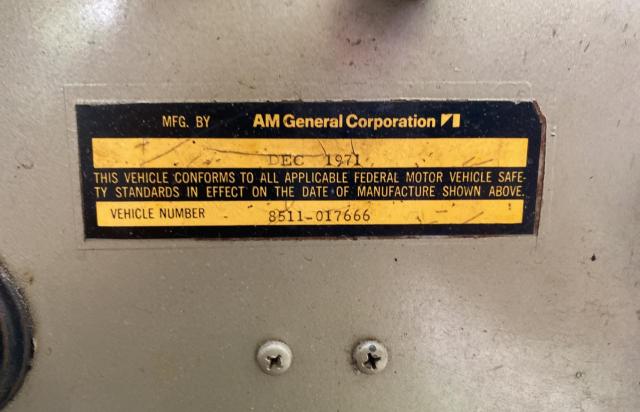 MFG. BY AM General Corporation
DEC 1971
THIS VEHICLE CONFORMS TO ALL APPLICABLE FEDERAL MOTOR VEHICLE SAFE-
TY STANDARDS IN EFFECT ON THE DATE OF MANUFACTURE SHOWN ABOVE.
VEHICLE NUMBER 8511-017666